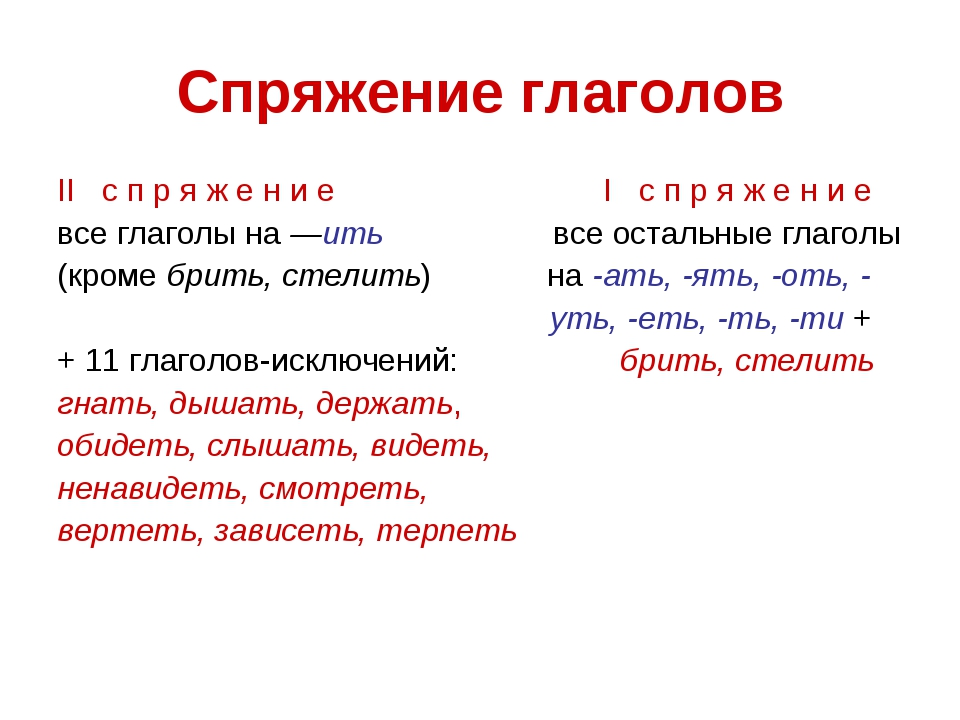 Спряжение глаголов
II с п р я ж е н и е
все глаголы на —ить
(кроме брить, стелить)
+ 11 глаголов-исключений:
гнать, дышать, держать,
обидеть, слышать, видеть,
ненавидеть, смотреть,
вертеть, зависеть, терпеть
I с п р я ж е н и е
все остальные глаголы
на -ать, -ять, -оть, -
уть, -еть, -ть, -ти +
брить, стелить